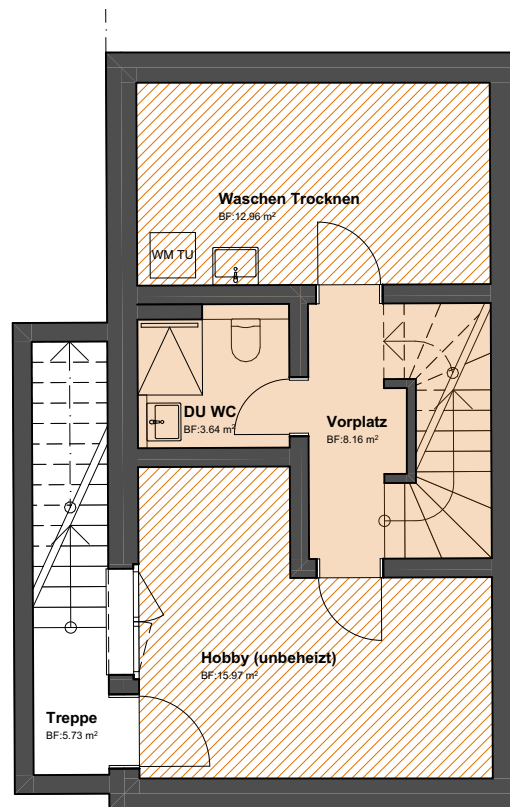 Waschen Trocknen
BF:12.96 m²
WM TU
DU WC
BF:3.64 m²
Vorplatz
BF:8.16 m²
Hobby (unbeheizt)
BF:15.97 m²
Treppe
BF:5.73 m²